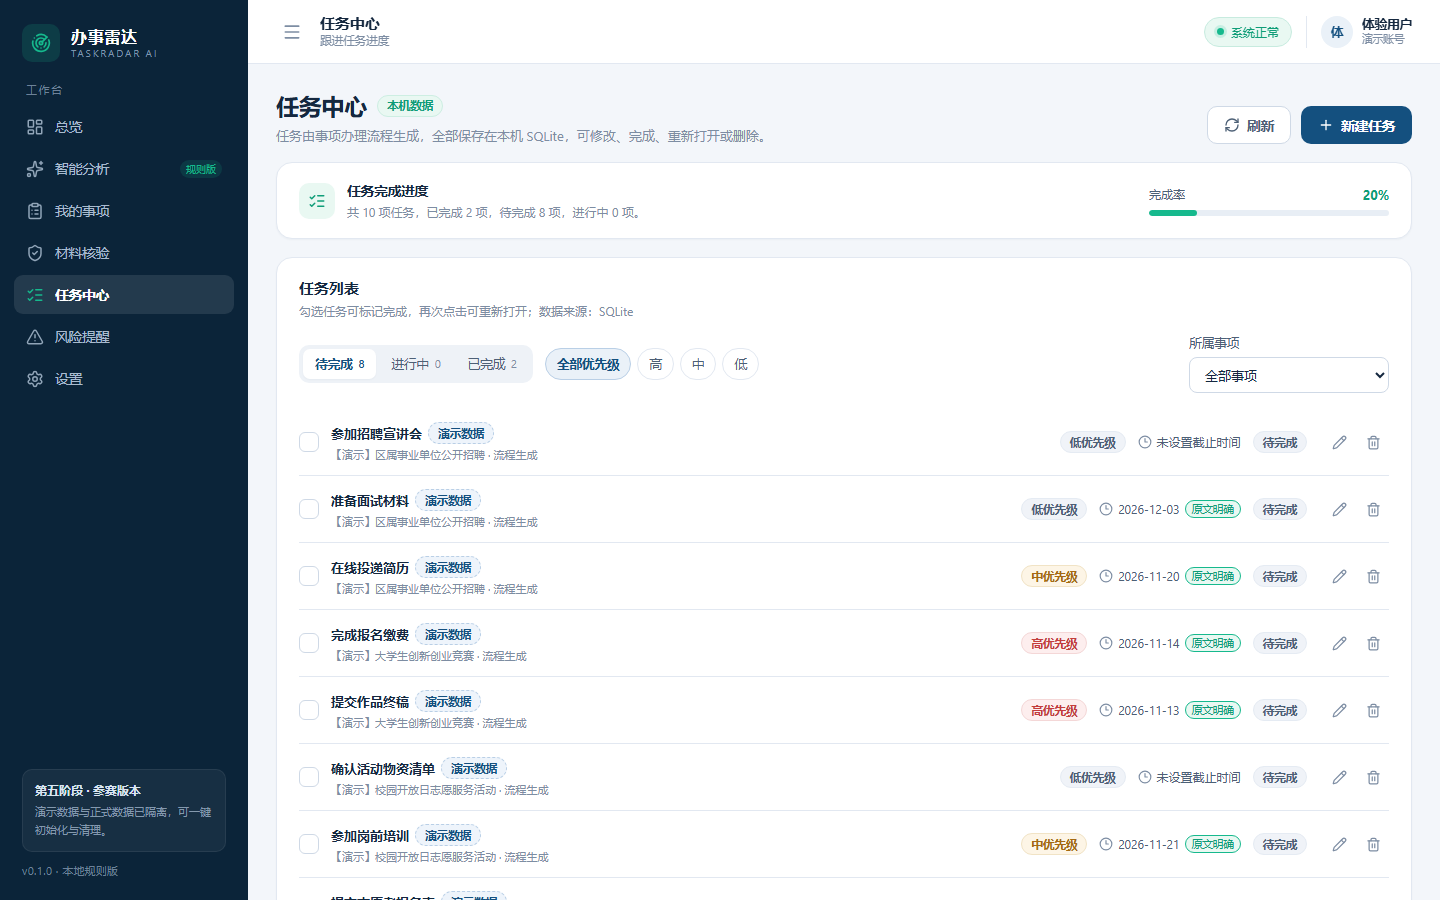 办事雷达
TASKRADAR AI
工作台
总览
智能分析 规则版
我的事项
材料核验
任务中心
风险提醒
设置
第五阶段 · 参赛版本
演示数据与正式数据已隔离，可一键
初始化与清理。
v0.1.0 · 本地规则版
任务中心
跟进任务进度
系统正常
体
体验用户
演示账号
任务中心 本机数据
任务由事项办理流程生成，全部保存在本机 SQLite，可修改、完成、重新打开或删除。
刷新
新建任务
任务完成进度
共 10 项任务，已完成 2 项，待完成 8 项，进行中 0 项。
完成率 20%
任务列表
勾选任务可标记完成，再次点击可重新打开；数据来源：SQLite
待完成 8 进行中 0 已完成 2 全部优先级 高 中 低
所属事项
全部事项
参加招聘宣讲会 演示数据
【演示】区属事业单位公开招聘 · 流程生成
低优先级 未设置截止时间 待完成
准备面试材料 演示数据
【演示】区属事业单位公开招聘 · 流程生成
低优先级 2026-12-03 原文明确 待完成
在线投递简历 演示数据
【演示】区属事业单位公开招聘 · 流程生成
中优先级 2026-11-20 原文明确 待完成
完成报名缴费 演示数据
【演示】大学生创新创业竞赛 · 流程生成
高优先级 2026-11-14 原文明确 待完成
提交作品终稿 演示数据
【演示】大学生创新创业竞赛 · 流程生成
高优先级 2026-11-13 原文明确 待完成
确认活动物资清单 演示数据
【演示】校园开放日志愿服务活动 · 流程生成
低优先级 未设置截止时间 待完成
参加岗前培训 演示数据
【演示】校园开放日志愿服务活动 · 流程生成
中优先级 2026-11-21 原文明确 待完成